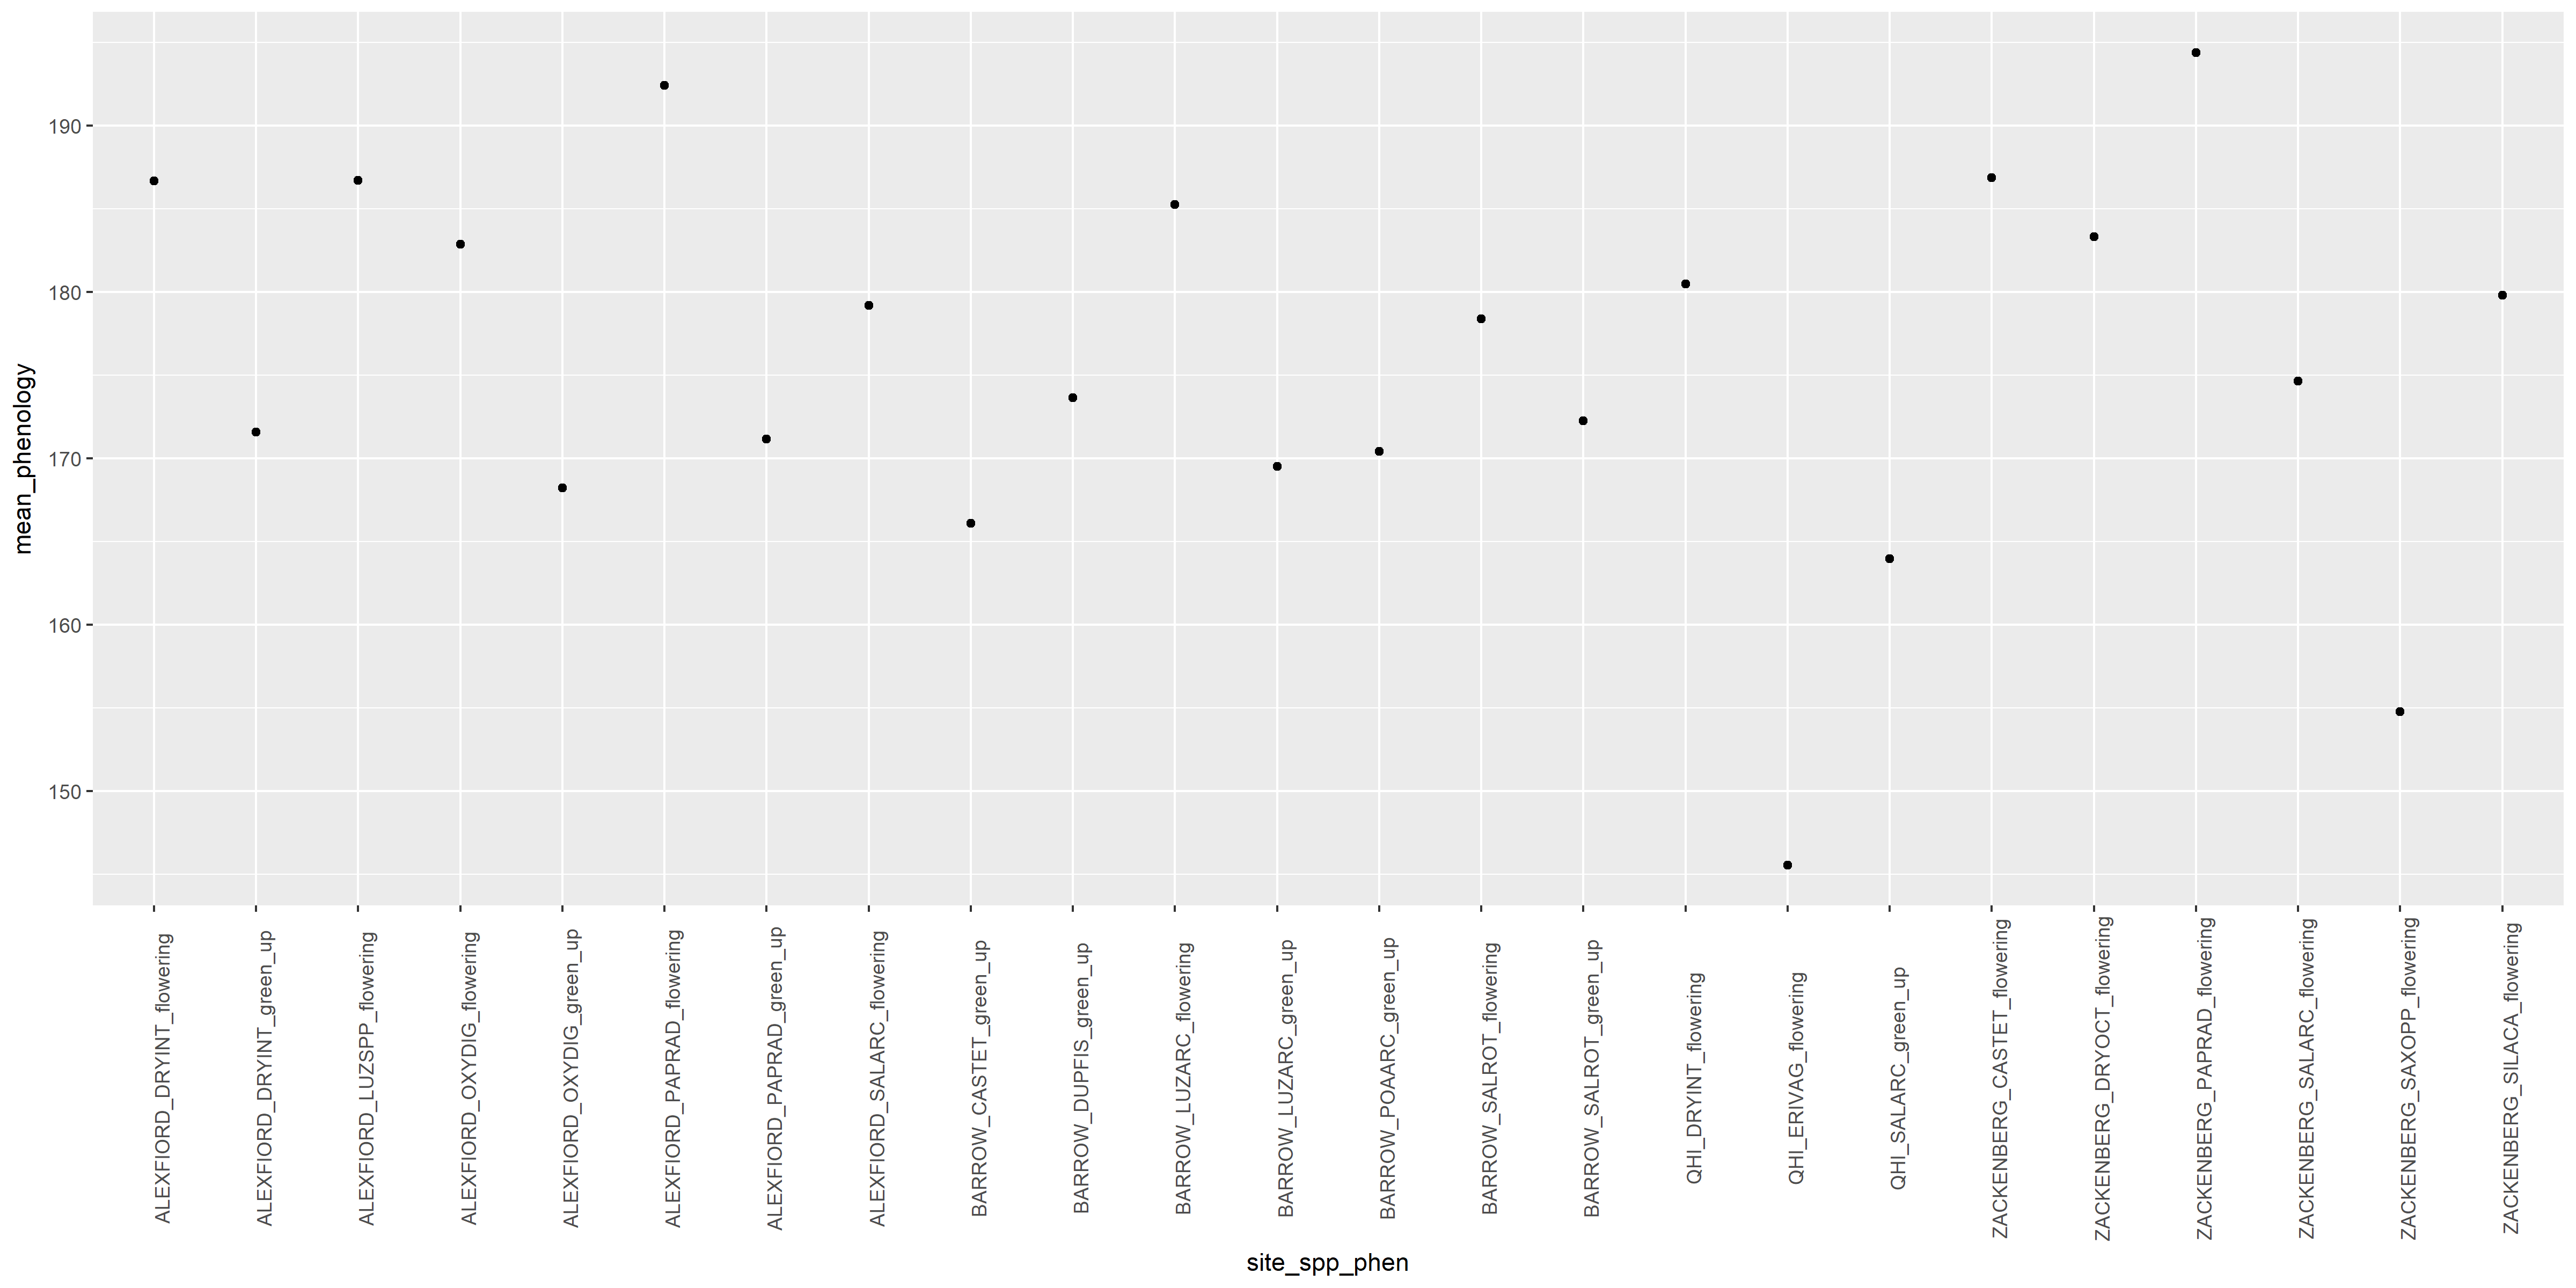 mean_phenology
190
180
170
160
150
ALEXFIORD_DRYINT_flowering
ALEXFIORD_DRYINT_green_up
ALEXFIORD_LUZSPP_flowering
ALEXFIORD_OXYDIG_flowering
ALEXFIORD_OXYDIG_green_up
ALEXFIORD_PAPRAD_flowering
ALEXFIORD_PAPRAD_green_up
ALEXFIORD_SALARC_flowering
BARROW_CASTET_green_up
BARROW_DUPFIS_green_up
BARROW_LUZARC_flowering
BARROW_LUZARC_green_up
BARROW_POAARC_green_up
BARROW_SALROT_flowering
BARROW_SALROT_green_up
QHI_DRYINT_flowering
QHI_ERIVAG_flowering
QHI_SALARC_green_up
ZACKENBERG_CASTET_flowering
ZACKENBERG_DRYOCT_flowering
ZACKENBERG_PAPRAD_flowering
ZACKENBERG_SALARC_flowering
ZACKENBERG_SAXOPP_flowering
ZACKENBERG_SILACA_flowering
site_spp_phen